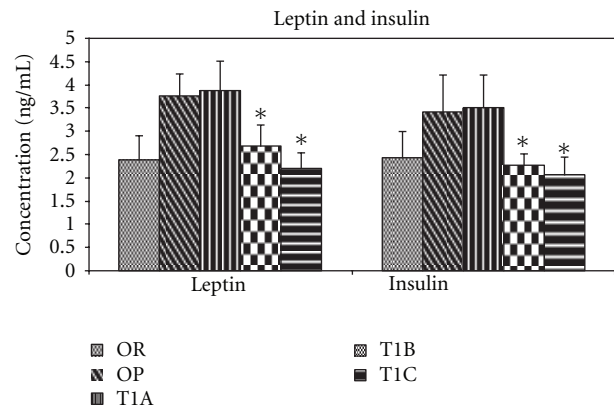 Leptin and insulin
Concentration (ng/mL)
5
4.5
4
3.5
3
2.5
2
1.5
1
0.5
0
* * * *
Leptin Insulin
OR T1B
OP T1C
T1A